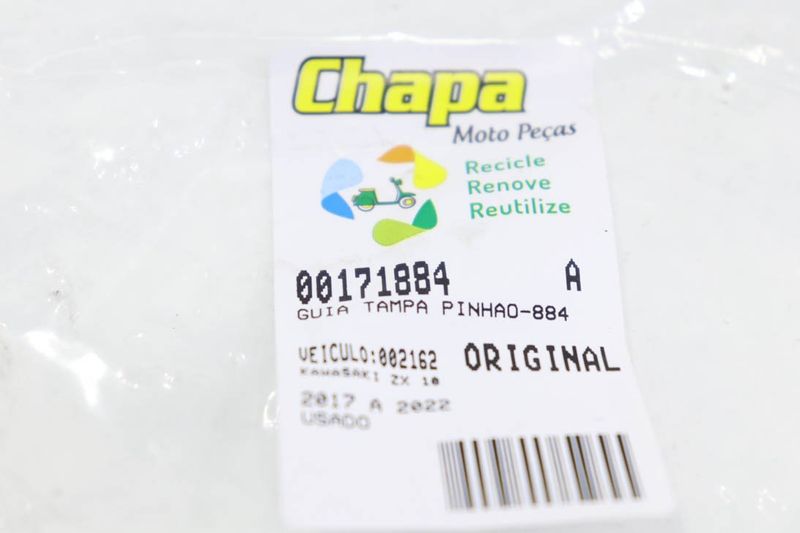 Chapa
Moto Peças
Recicle
Renove
Reutilize
00171884 A
GUIA TAMPA PINHAO-884
VEICULO:002162 ORIGINAL
KAWASAKI ZX 10
2017 A 2022
USADO